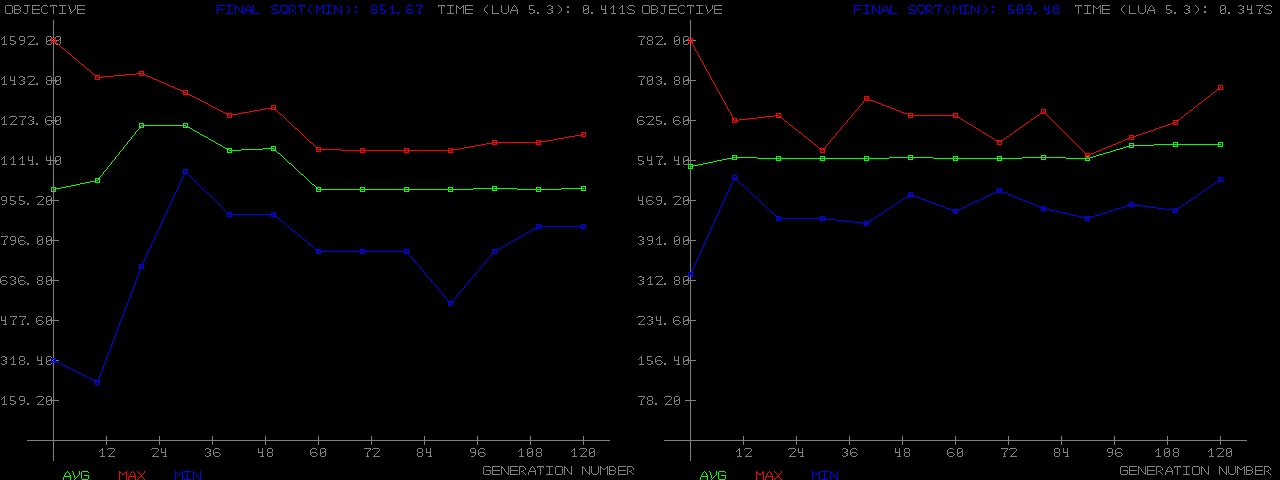 OBJECTIVE FINAL SQRT(MIN): 851.67 TIME (LUA 5.3): 0.411S
1592.00
1432.80
1273.60
1114.40
955.20
796.00
636.80
477.60
318.40
159.20
12 24 36 48 60 72 84 96 108 120
GENERATION NUMBER
AVG MAX MIN
OBJECTIVE FINAL SQRT(MIN): 509.48 TIME (LUA 5.3): 0.347S
782.00
703.80
625.60
547.40
469.20
391.00
312.80
234.60
156.40
78.20
12 24 36 48 60 72 84 96 108 120
GENERATION NUMBER
AVG MAX MIN